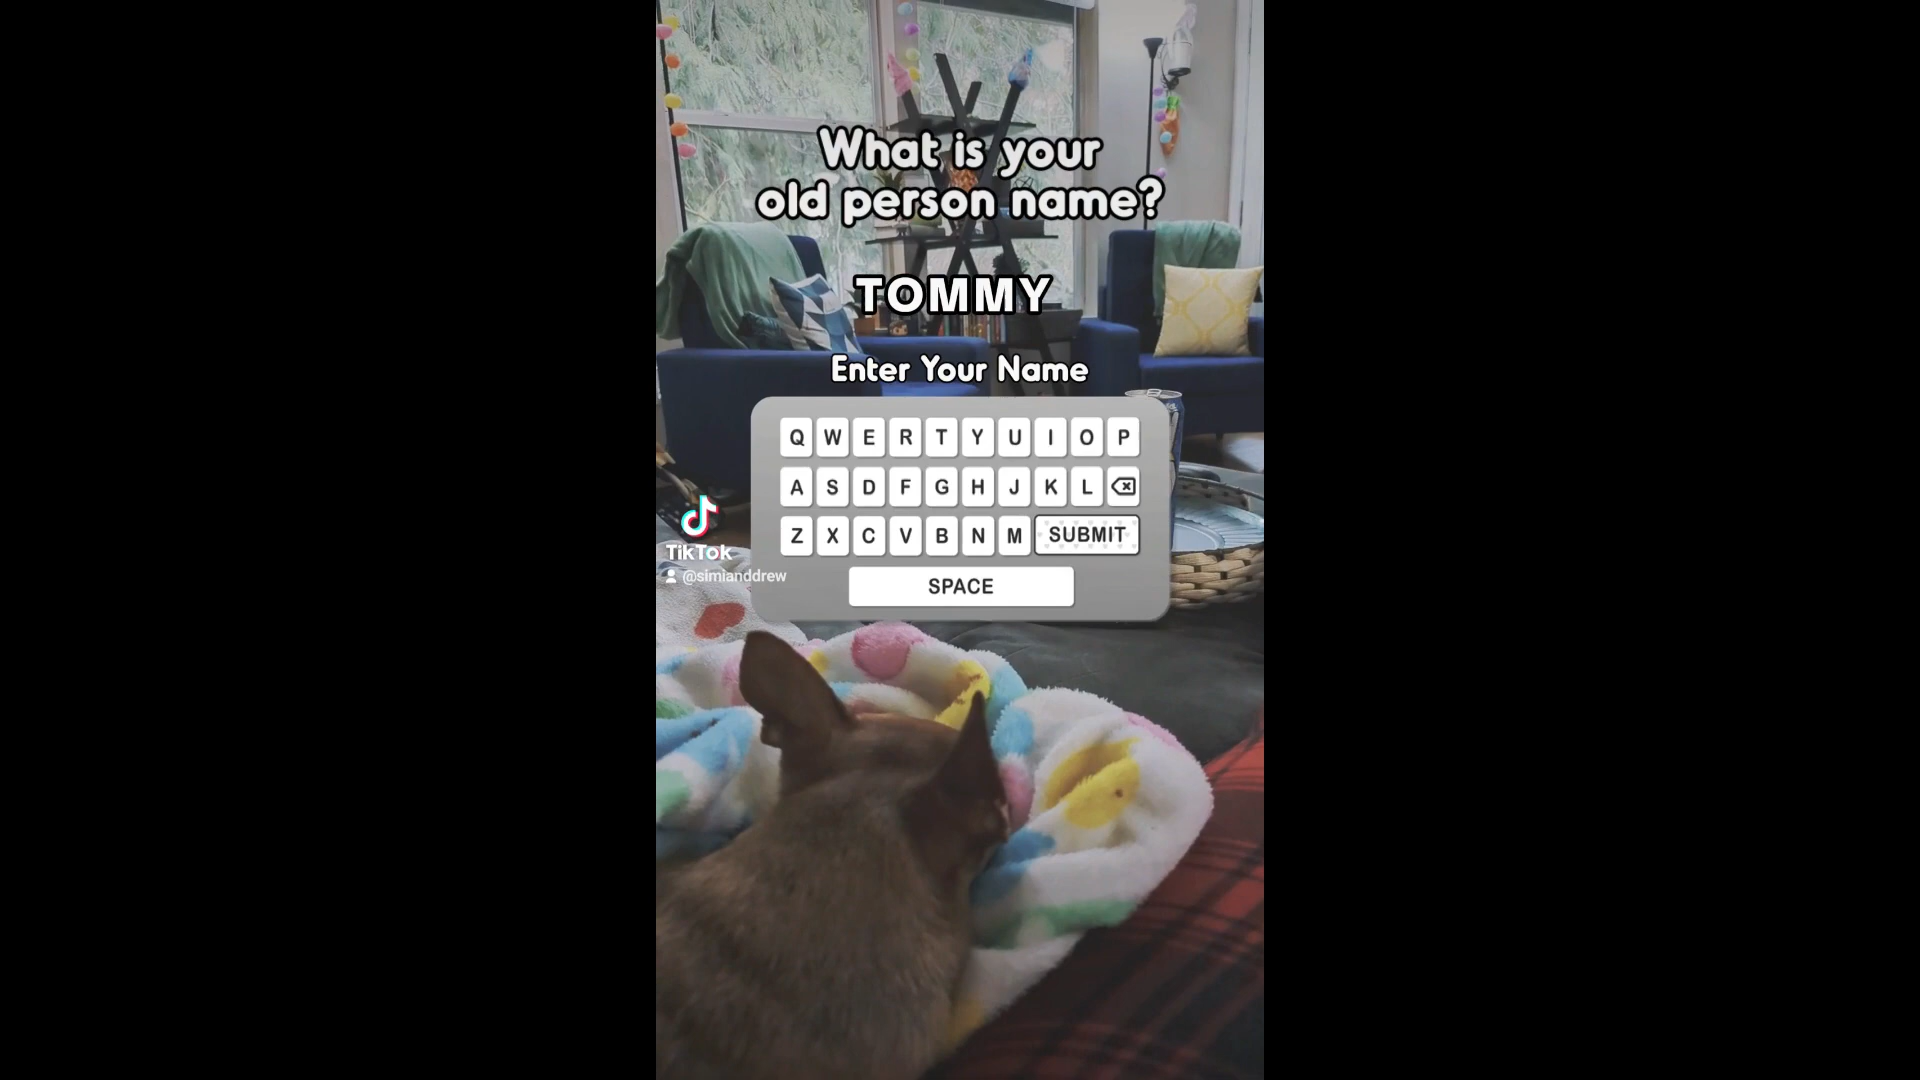 What is your
old person name?
TOMMY
Enter Your Name
Q W E R T Y U I O P
A S D F G H J K L
Z X C V B N M SUBMIT
SPACE
TikTok
@simianddrew